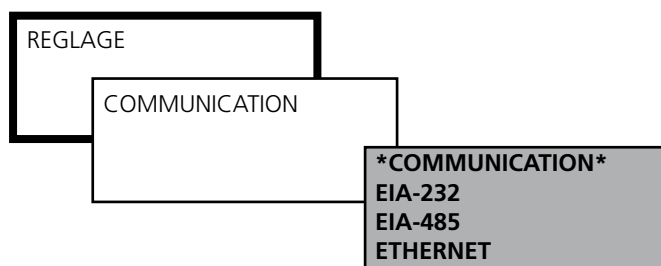 REGLAGE
COMMUNICATION
*COMMUNICATION*
EIA-232
EIA-485
ETHERNET